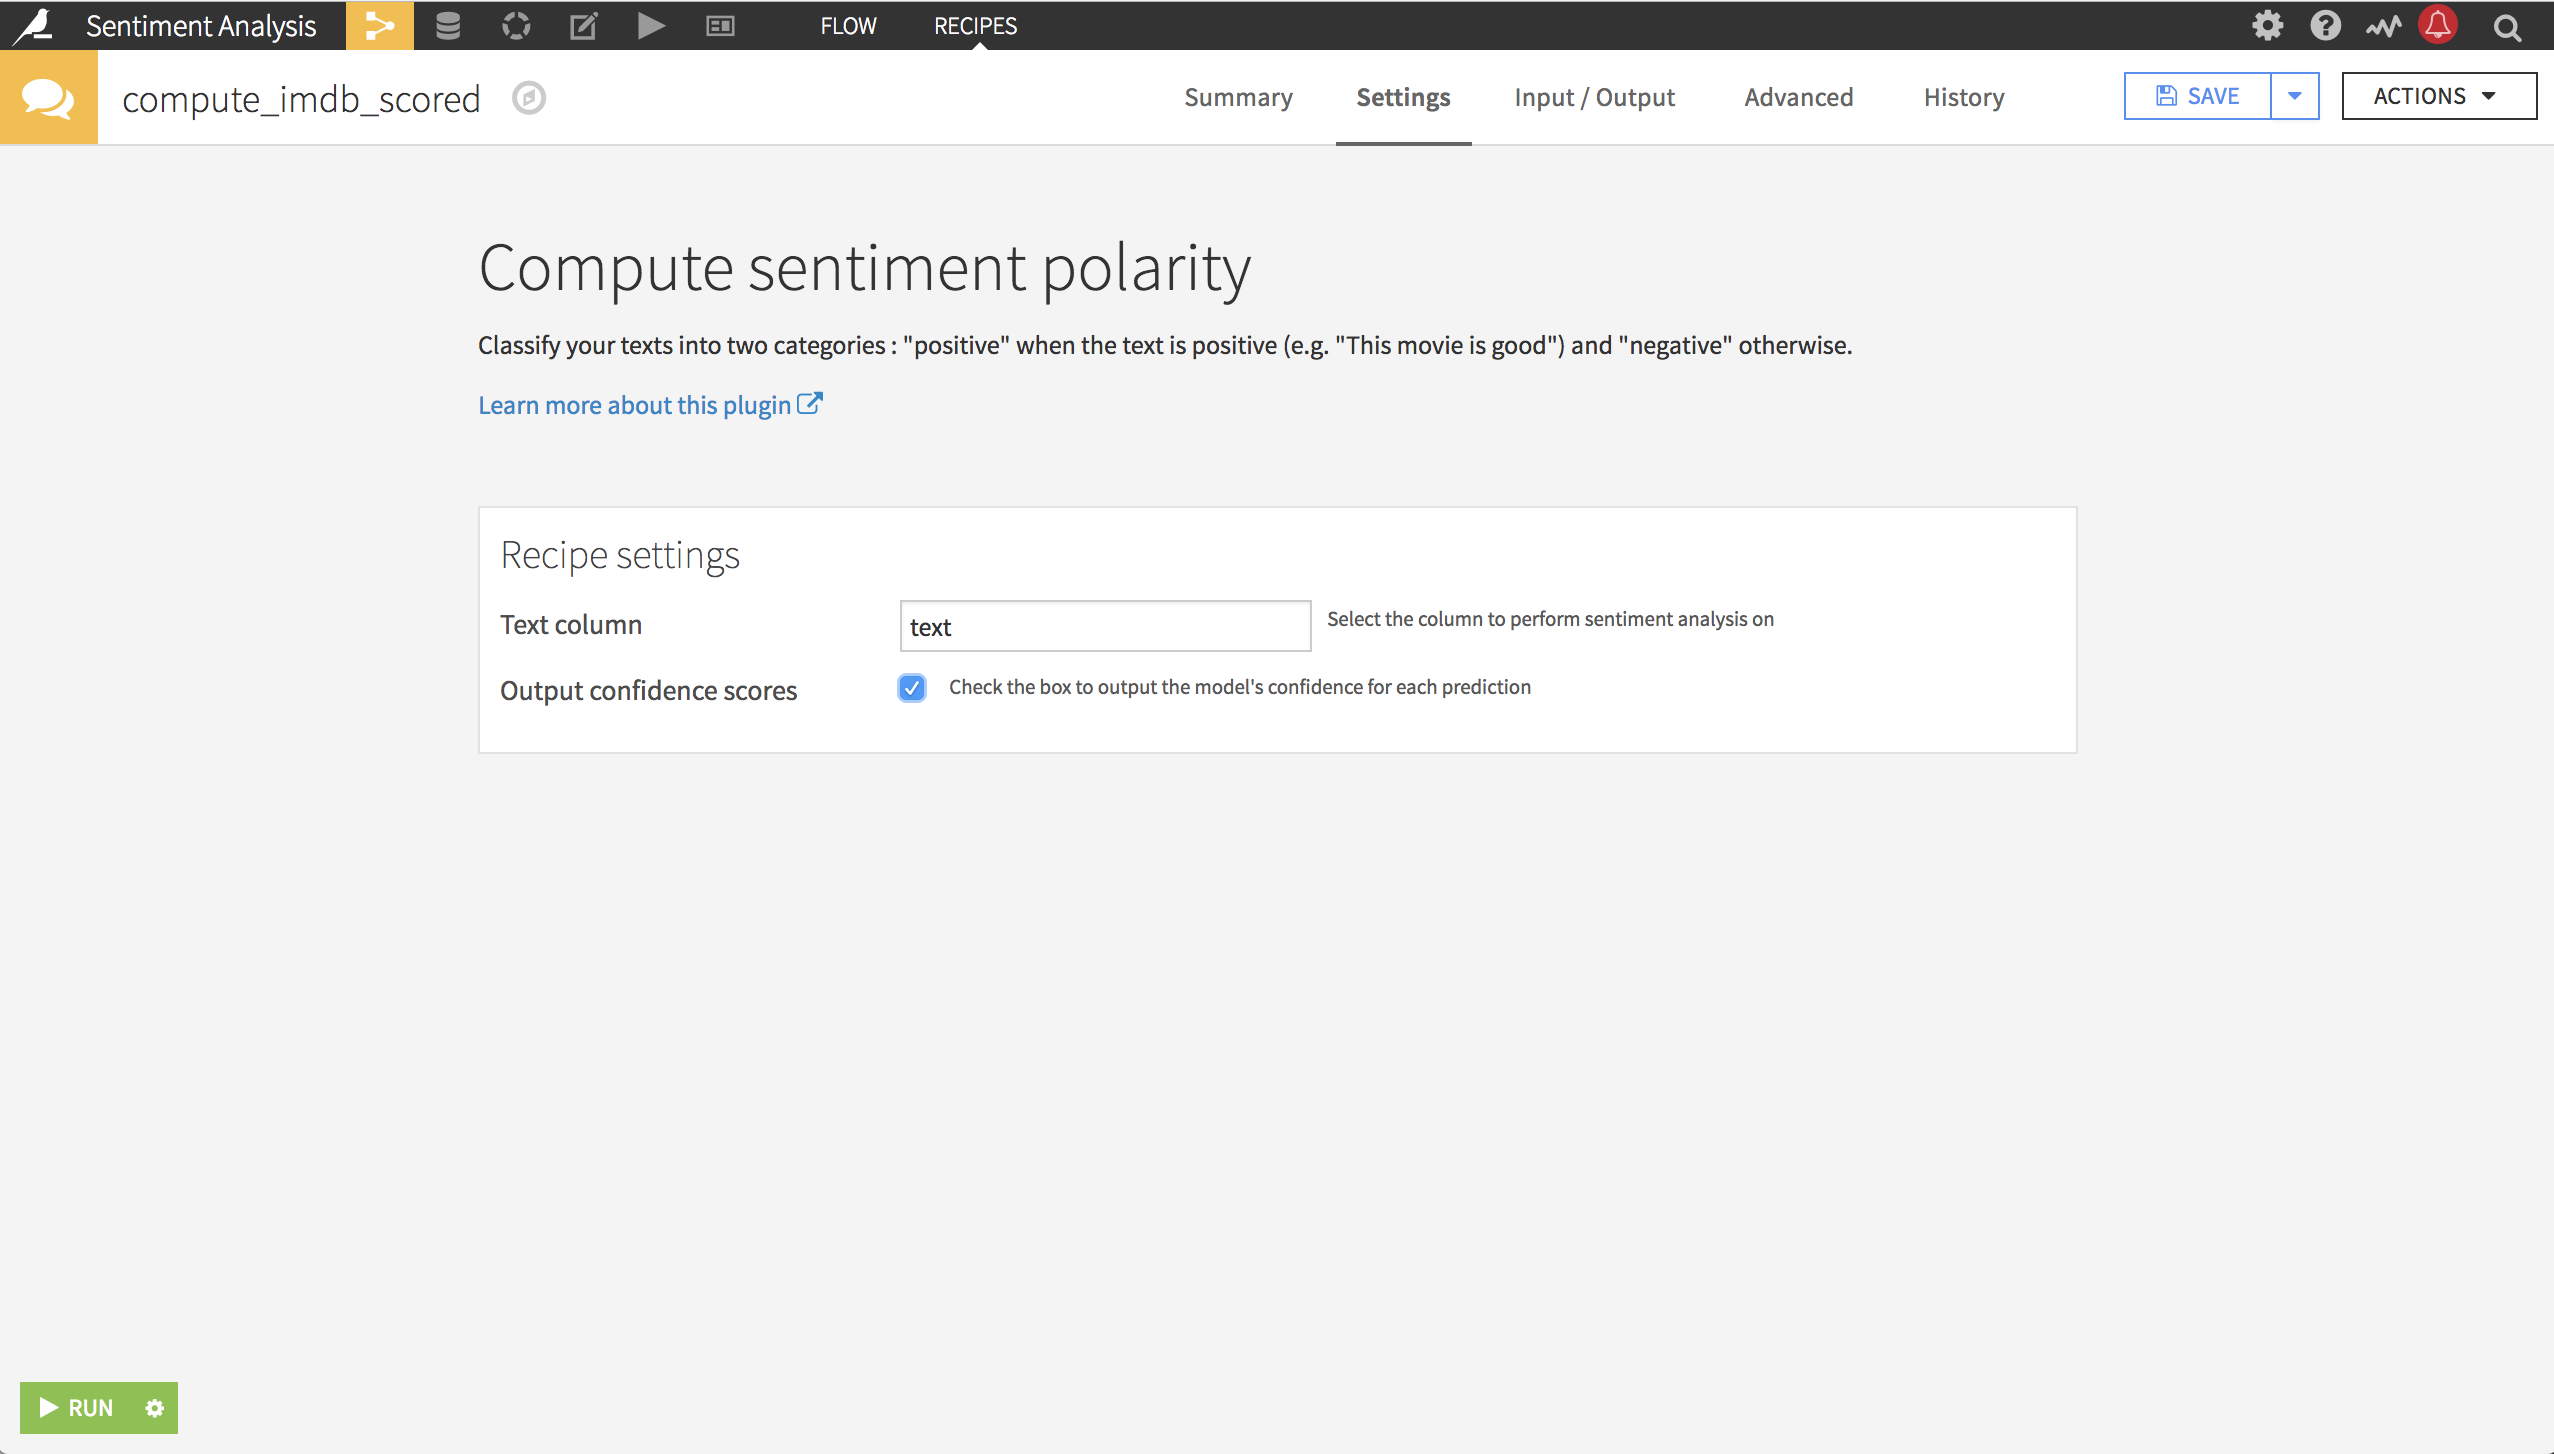 Sentiment Analysis FLOW RECIPES
compute_imdb_scored Summary Settings Input / Output Advanced History SAVE ACTIONS
Compute sentiment polarity
Classify your texts into two categories : "positive" when the text is positive (e.g. "This movie is good") and "negative" otherwise.
Learn more about this plugin
Recipe settings
Text column text Select the column to perform sentiment analysis on
Output confidence scores Check the box to output the model's confidence for each prediction
RUN